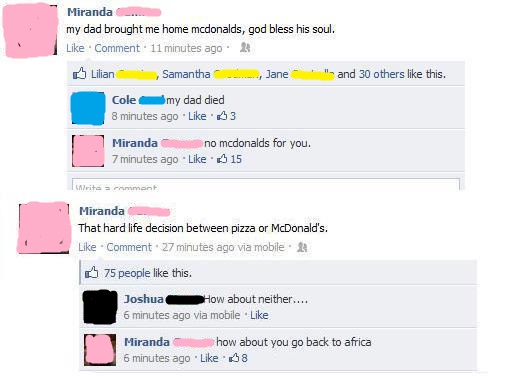 Miranda
my dad brought me home mcdonalds, god bless his soul.
Like · Comment · 11 minutes ago ·
Lilian , Samantha , Jane and 30 others like this.
Cole my dad died
8 minutes ago · Like · 3
Miranda no mcdonalds for you.
7 minutes ago · Like · 15
Write a comment
Miranda
That hard life decision between pizza or McDonald's.
Like · Comment · 27 minutes ago via mobile ·
75 people like this.
Joshua How about neither....
6 minutes ago via mobile · Like
Miranda how about you go back to africa
6 minutes ago · Like · 8